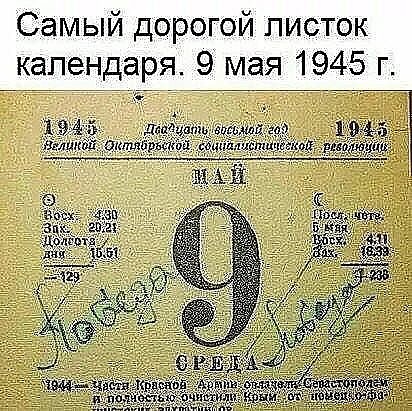 Самый дорогой листок
календаря. 9 мая 1945 г.
1945 Двадцать восьмой год 1945
Великой Октябрьской социалистической революции
МАЙ
Восх. 4.30
Зах. 20.21
Долгота
дня 15.51
—129
Посл. четв.
5 мая
Восх. 4.11
Зах. 18.39
236
9
Победа
Победа
СРЕДА
1944—Части Красной Армии овладели Севастополем
и полностью очистили Крым от немецко-фа-